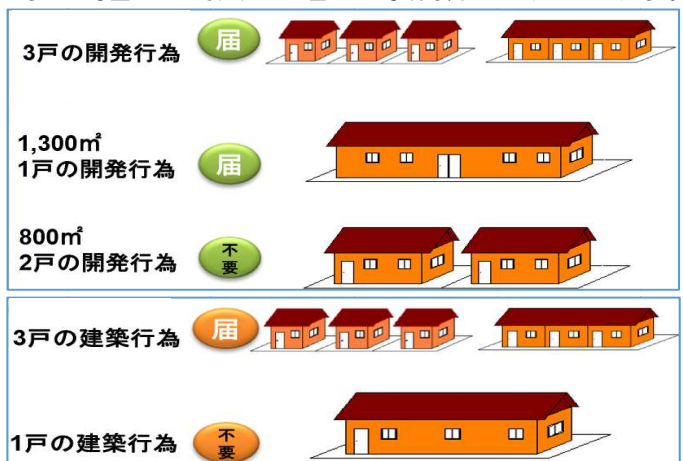 3戸の開発行為
届
1,300㎡
1戸の開発行為
届
800㎡
2戸の開発行為
不要
3戸の建築行為
届
1戸の建築行為
不要